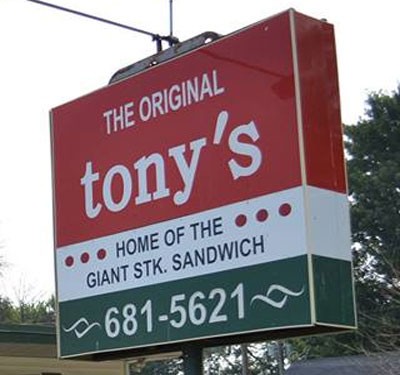 THE ORIGINAL
tony's
HOME OF THE
GIANT STK. SANDWICH
681-5621